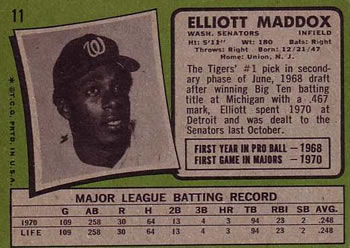 11
ELLIOTT MADDOX
WASH. SENATORS INFIELD
Ht: 5'11" Wt: 180 Bats: Right
Throws: Right Born: 12/21/47
Home: Union, N. J.
The Tigers' #1 pick in second-
ary phase of June, 1968 draft
after winning Big Ten batting
title at Michigan with a .467
mark, Elliott spent 1970 at
Detroit and was dealt to the
Senators last October.
FIRST YEAR IN PRO BALL – 1968
FIRST GAME IN MAJORS – 1970
W
* ©T.C.G. PRTD. IN U.S.A.
MAJOR LEAGUE BATTING RECORD
G AB R H 2B 3B HR TB RBI SB AVG.
1970 109 258 30 64 13 4 3 94 23 2 .248
LIFE 109 258 30 64 13 4 3 94 23 2 .248